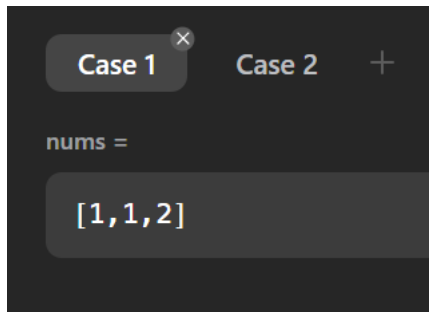 Case 1 Case 2 +
nums =
[1,1,2]